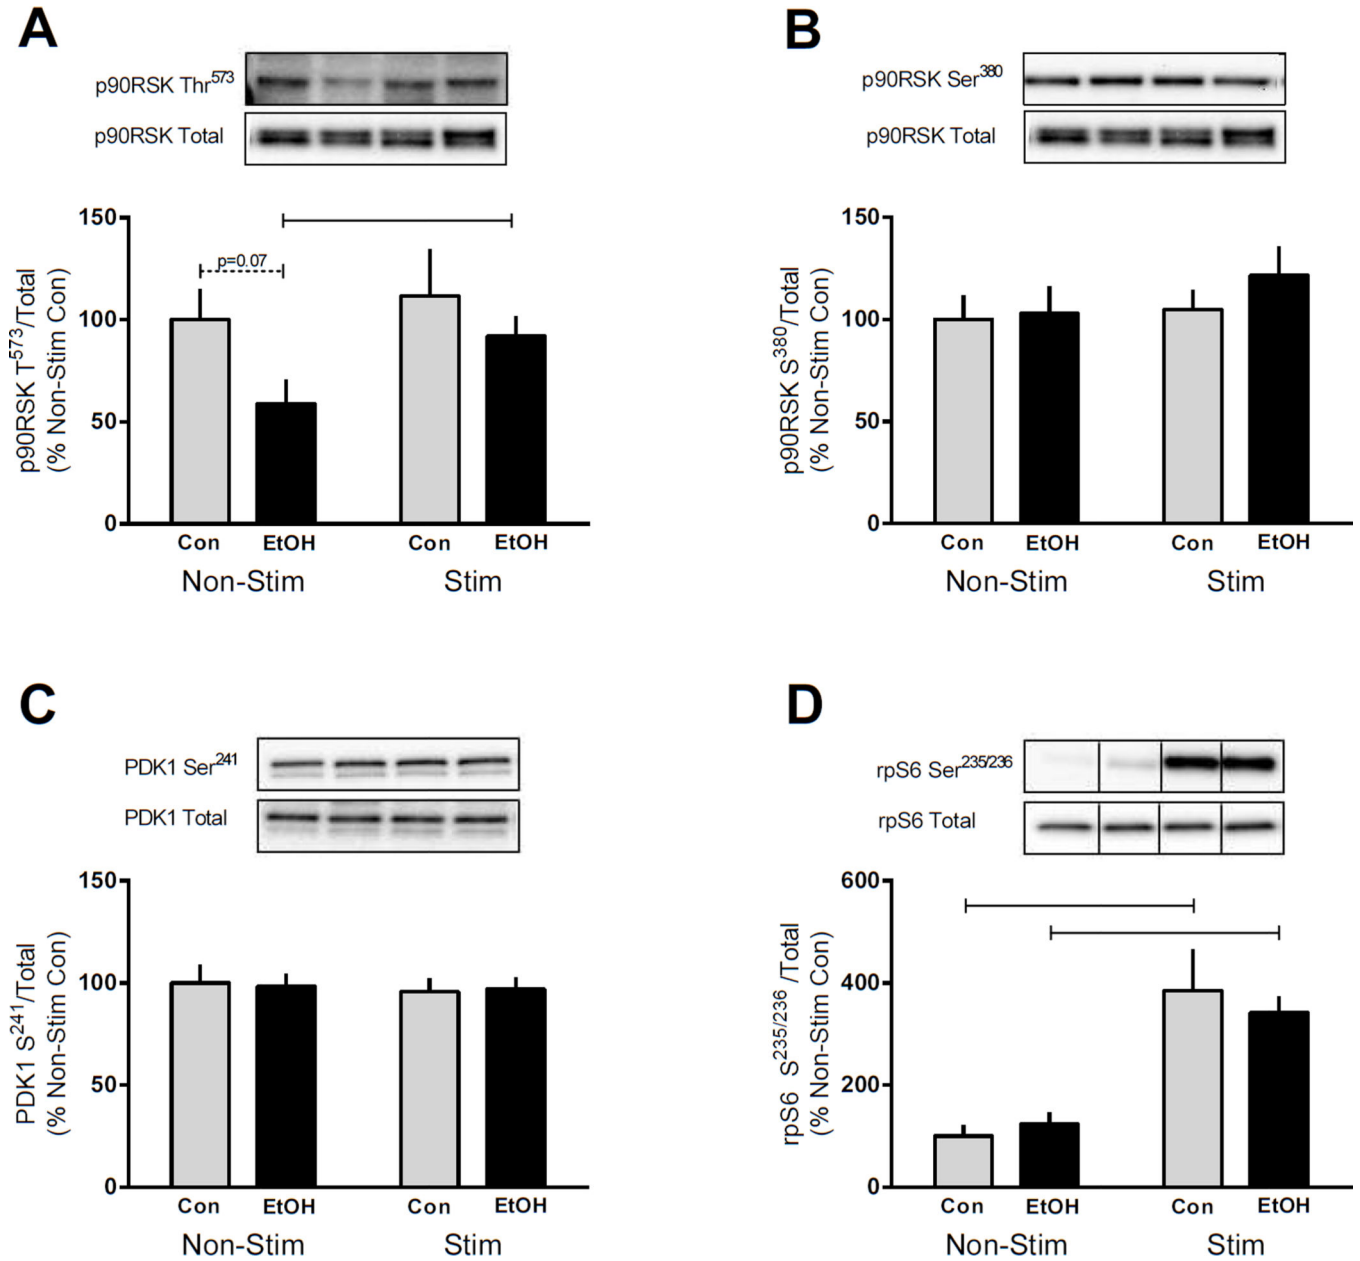 A
p90RSK Thr573
p90RSK Total
150
100
50
0
p90RSK T573/Total
(% Non-Stim Con)
p=0.07
Con
EtOH
Con
EtOH
Non-Stim
Stim
B
p90RSK Ser380
p90RSK Total
150
100
50
0
p90RSK S380/Total
(% Non-Stim Con)
Con
EtOH
Con
EtOH
Non-Stim
Stim
C
PDK1 Ser241
PDK1 Total
150
100
50
0
PDK1 S241/Total
(% Non-Stim Con)
Con
EtOH
Con
EtOH
Non-Stim
Stim
D
rpS6 Ser235/236
rpS6 Total
600
400
200
0
rpS6 S235/236 /Total
(% Non-Stim Con)
Con
EtOH
Con
EtOH
Non-Stim
Stim